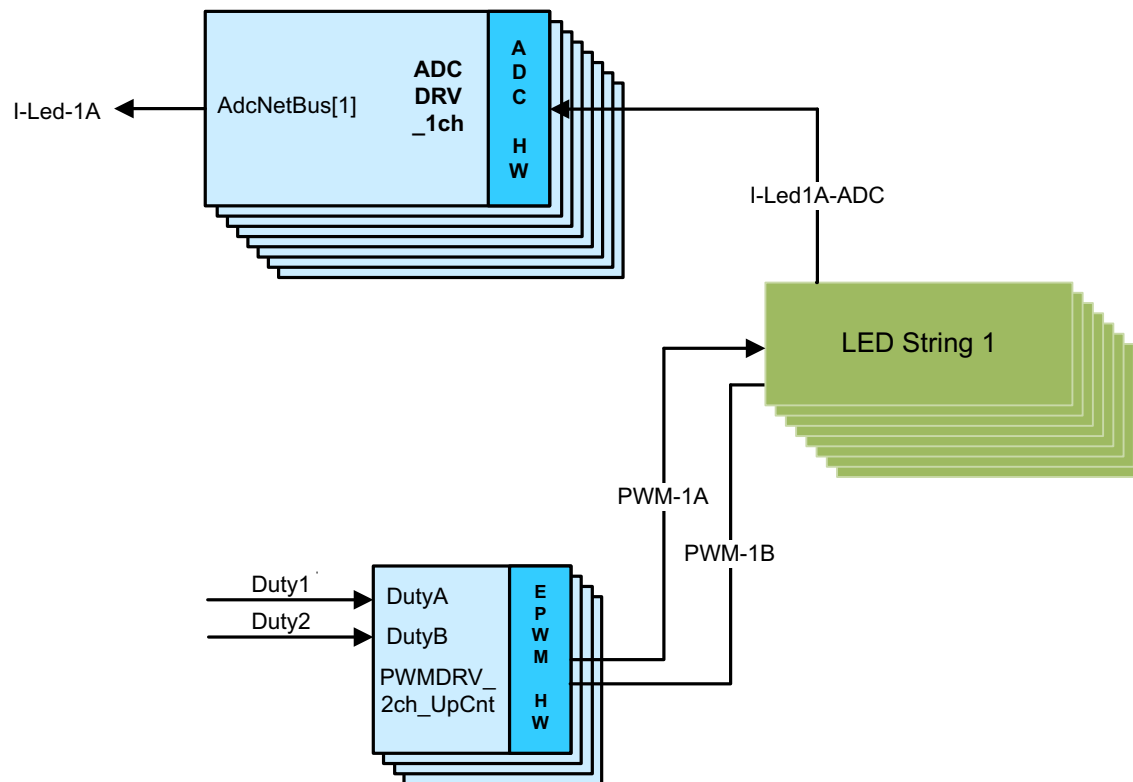 I-Led-1A
AdcNetBus[1]
ADC
DRV
_1ch
A
D
C
H
W
I-Led1A-ADC
LED String 1
PWM-1A
PWM-1B
Duty1
Duty2
DutyA
DutyB
PWMDRV_
2ch_UpCnt
E
P
W
M
H
W